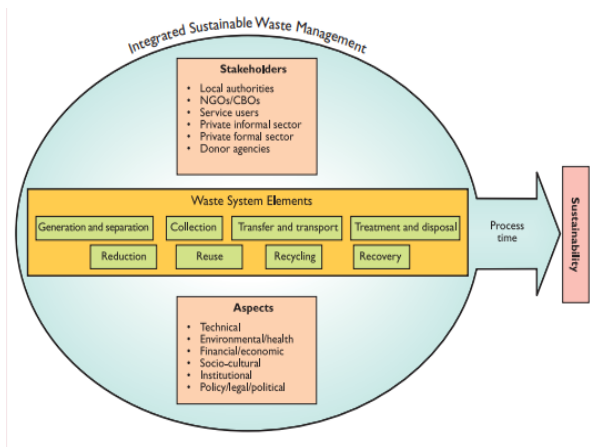 Integrated Sustainable Waste Management
Stakeholders
• Local authorities
• NGOs/CBOs
• Service users
• Private informal sector
• Private formal sector
• Donor agencies
Waste System Elements
Generation and separation
Collection
Transfer and transport
Treatment and disposal
Reduction
Reuse
Recycling
Recovery
Process
time
Sustainability
Aspects
• Technical
• Environmental/health
• Financial/economic
• Socio-cultural
• Institutional
• Policy/legal/political